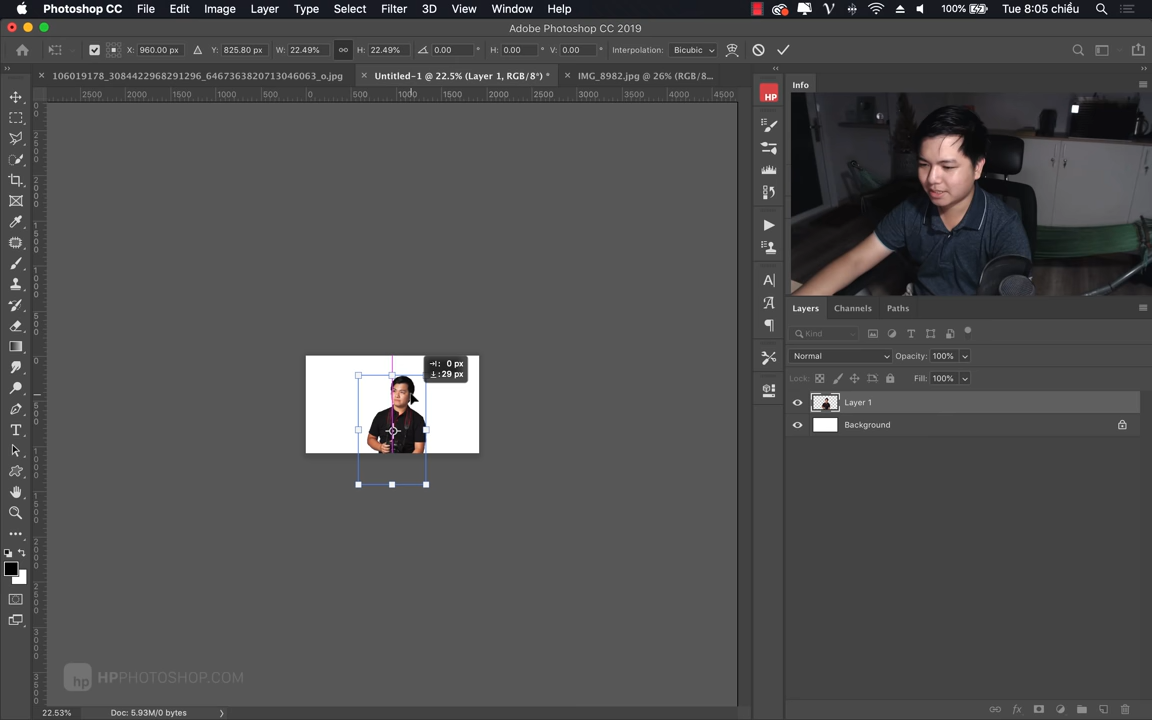 Photoshop CC File Edit Image Layer Type Select Filter 3D View Window Help 100% Tue 8:05 chiều
Adobe Photoshop CC 2019
X: 960.00 px Y: 825.80 px W: 22.49% H: 22.49% 0.00 ° H: 0.00 ° V: 0.00 ° Interpolation: Bicubic
106019178_3084422968291296_6467363820713046063_o.jpg Untitled-1 @ 22.5% (Layer 1, RGB/8*) * IMG_8982.jpg @ 26% (RGB/8...
2500 2000 1500 1000 500 0 500 1000 1500 2000 2500 3000 3500 4000 4500
HP
Info
0 px
29 px
Layers Channels Paths
Kind
Normal Opacity: 100%
Lock: Fill: 100%
Layer 1
Background
fx
hp HPPHOTOSHOP.COM
22.53% Doc: 5.93M/0 bytes